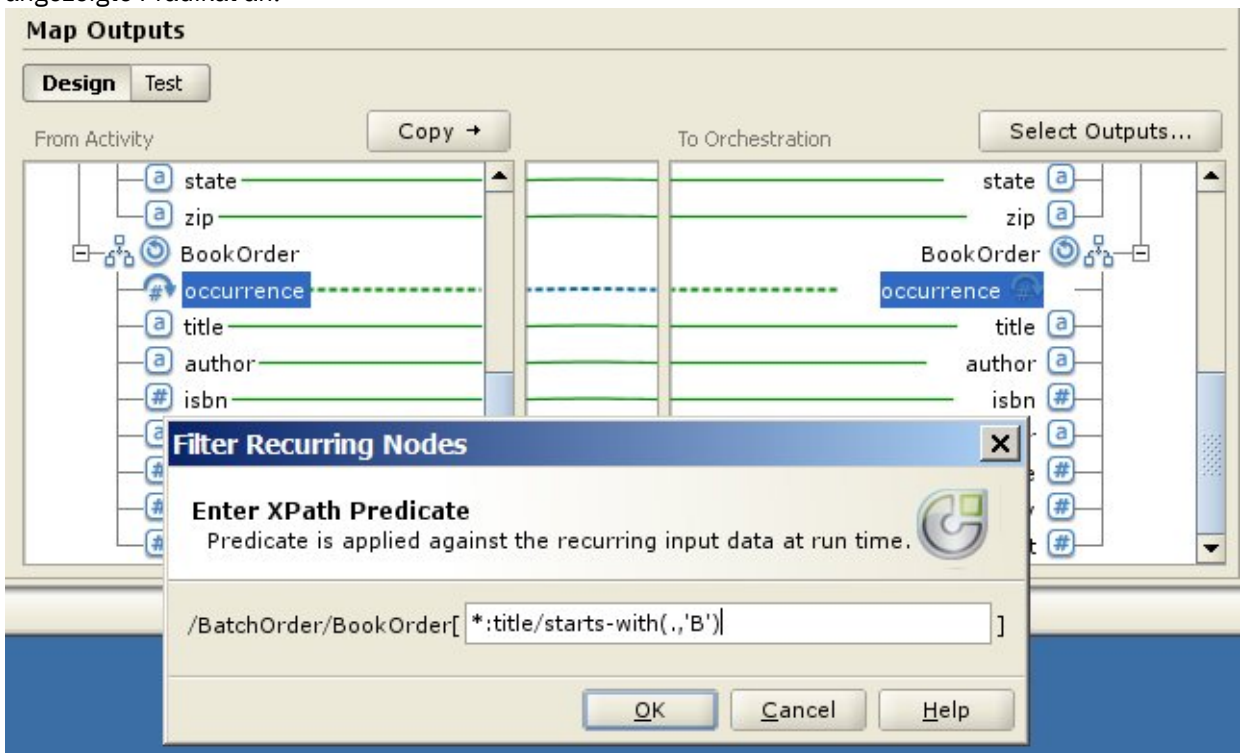 Map Outputs
Design Test
From Activity Copy → To Orchestration Select Outputs...
state state
zip zip
BookOrder BookOrder
occurrence occurrence
title title
author author
isbn isbn
Filter Recurring Nodes
Enter XPath Predicate
Predicate is applied against the recurring input data at run time.
/BatchOrder/BookOrder[ *:title/starts-with(.,'B') ]
OK Cancel Help